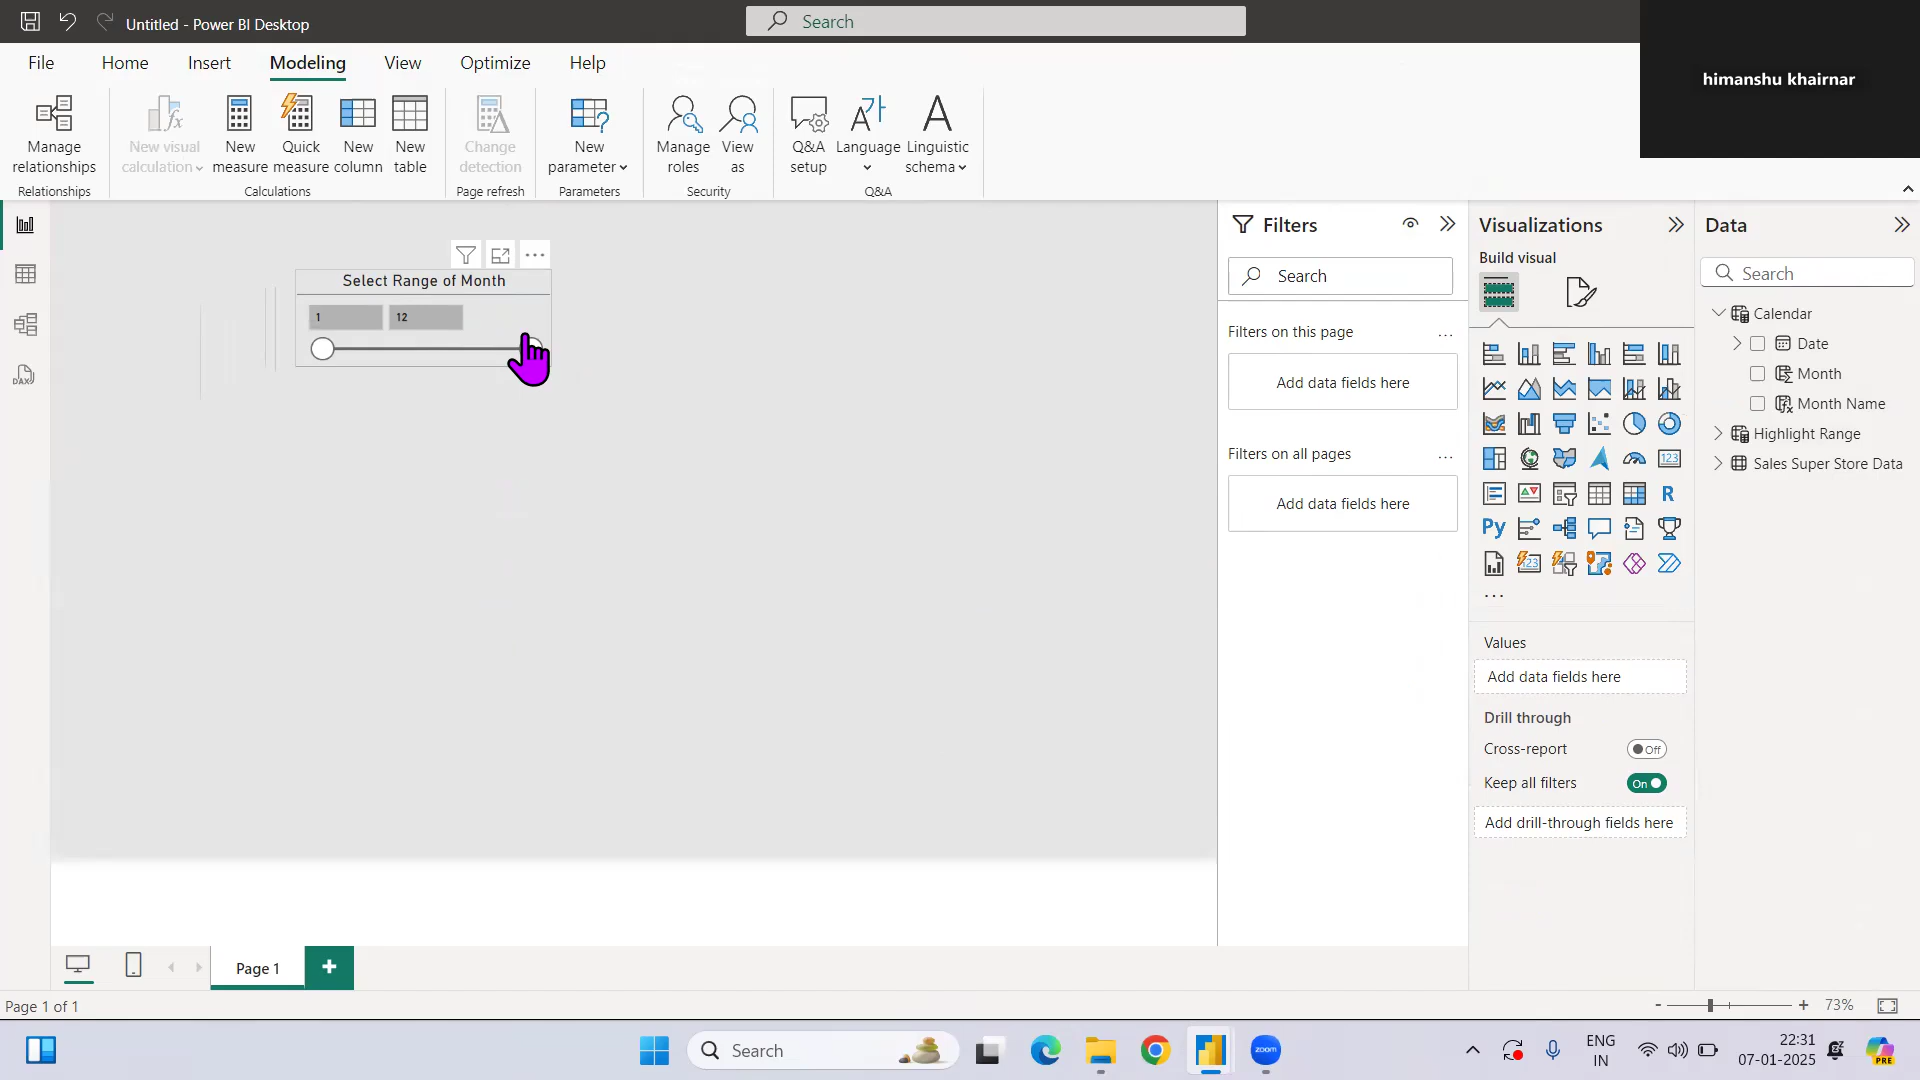 Untitled - Power BI Desktop
Search
himanshu khairnar
File
Home
Insert
Modeling
View
Optimize
Help
Manage relationships
New visual calculation
New measure
Quick measure
New column
New table
Change detection
New parameter
Manage roles
View as
Q&A setup
Language
Linguistic schema
Relationships
Calculations
Page refresh
Parameters
Security
Q&A
Select Range of Month
1
12
Filters
Search
Filters on this page
...
Add data fields here
Filters on all pages
...
Add data fields here
Visualizations
Build visual
123
R
Py
123
...
Values
Add data fields here
Drill through
Cross-report
Off
Keep all filters
On
Add drill-through fields here
Data
Search
Calendar
Date
Month
Month Name
Highlight Range
Sales Super Store Data
Page 1
Page 1 of 1
73%
Search
zoom
ENG
IN
22:31
07-01-2025
PRE